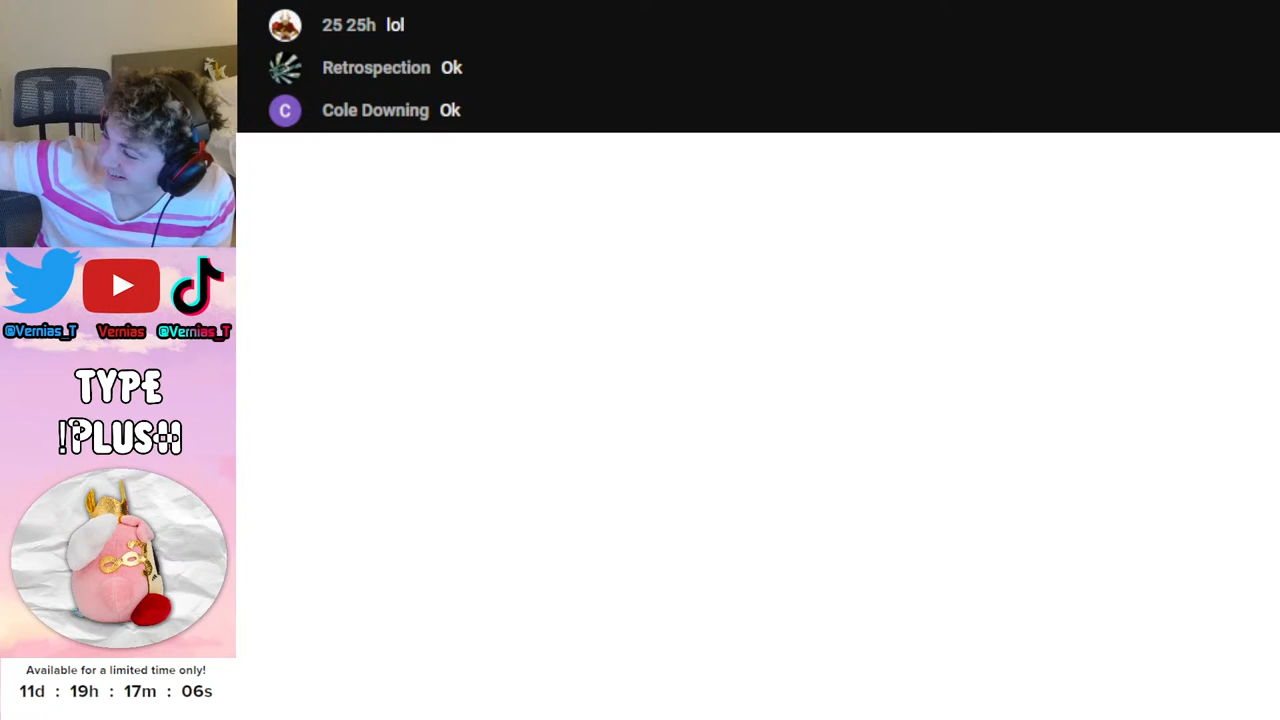 25 25h lol
Retrospection Ok
C Cole Downing Ok
@Vernias_T Vernias @Vernias_T
TYPE
!PLUSH
Available for a limited time only!
11d : 19h : 17m : 06s